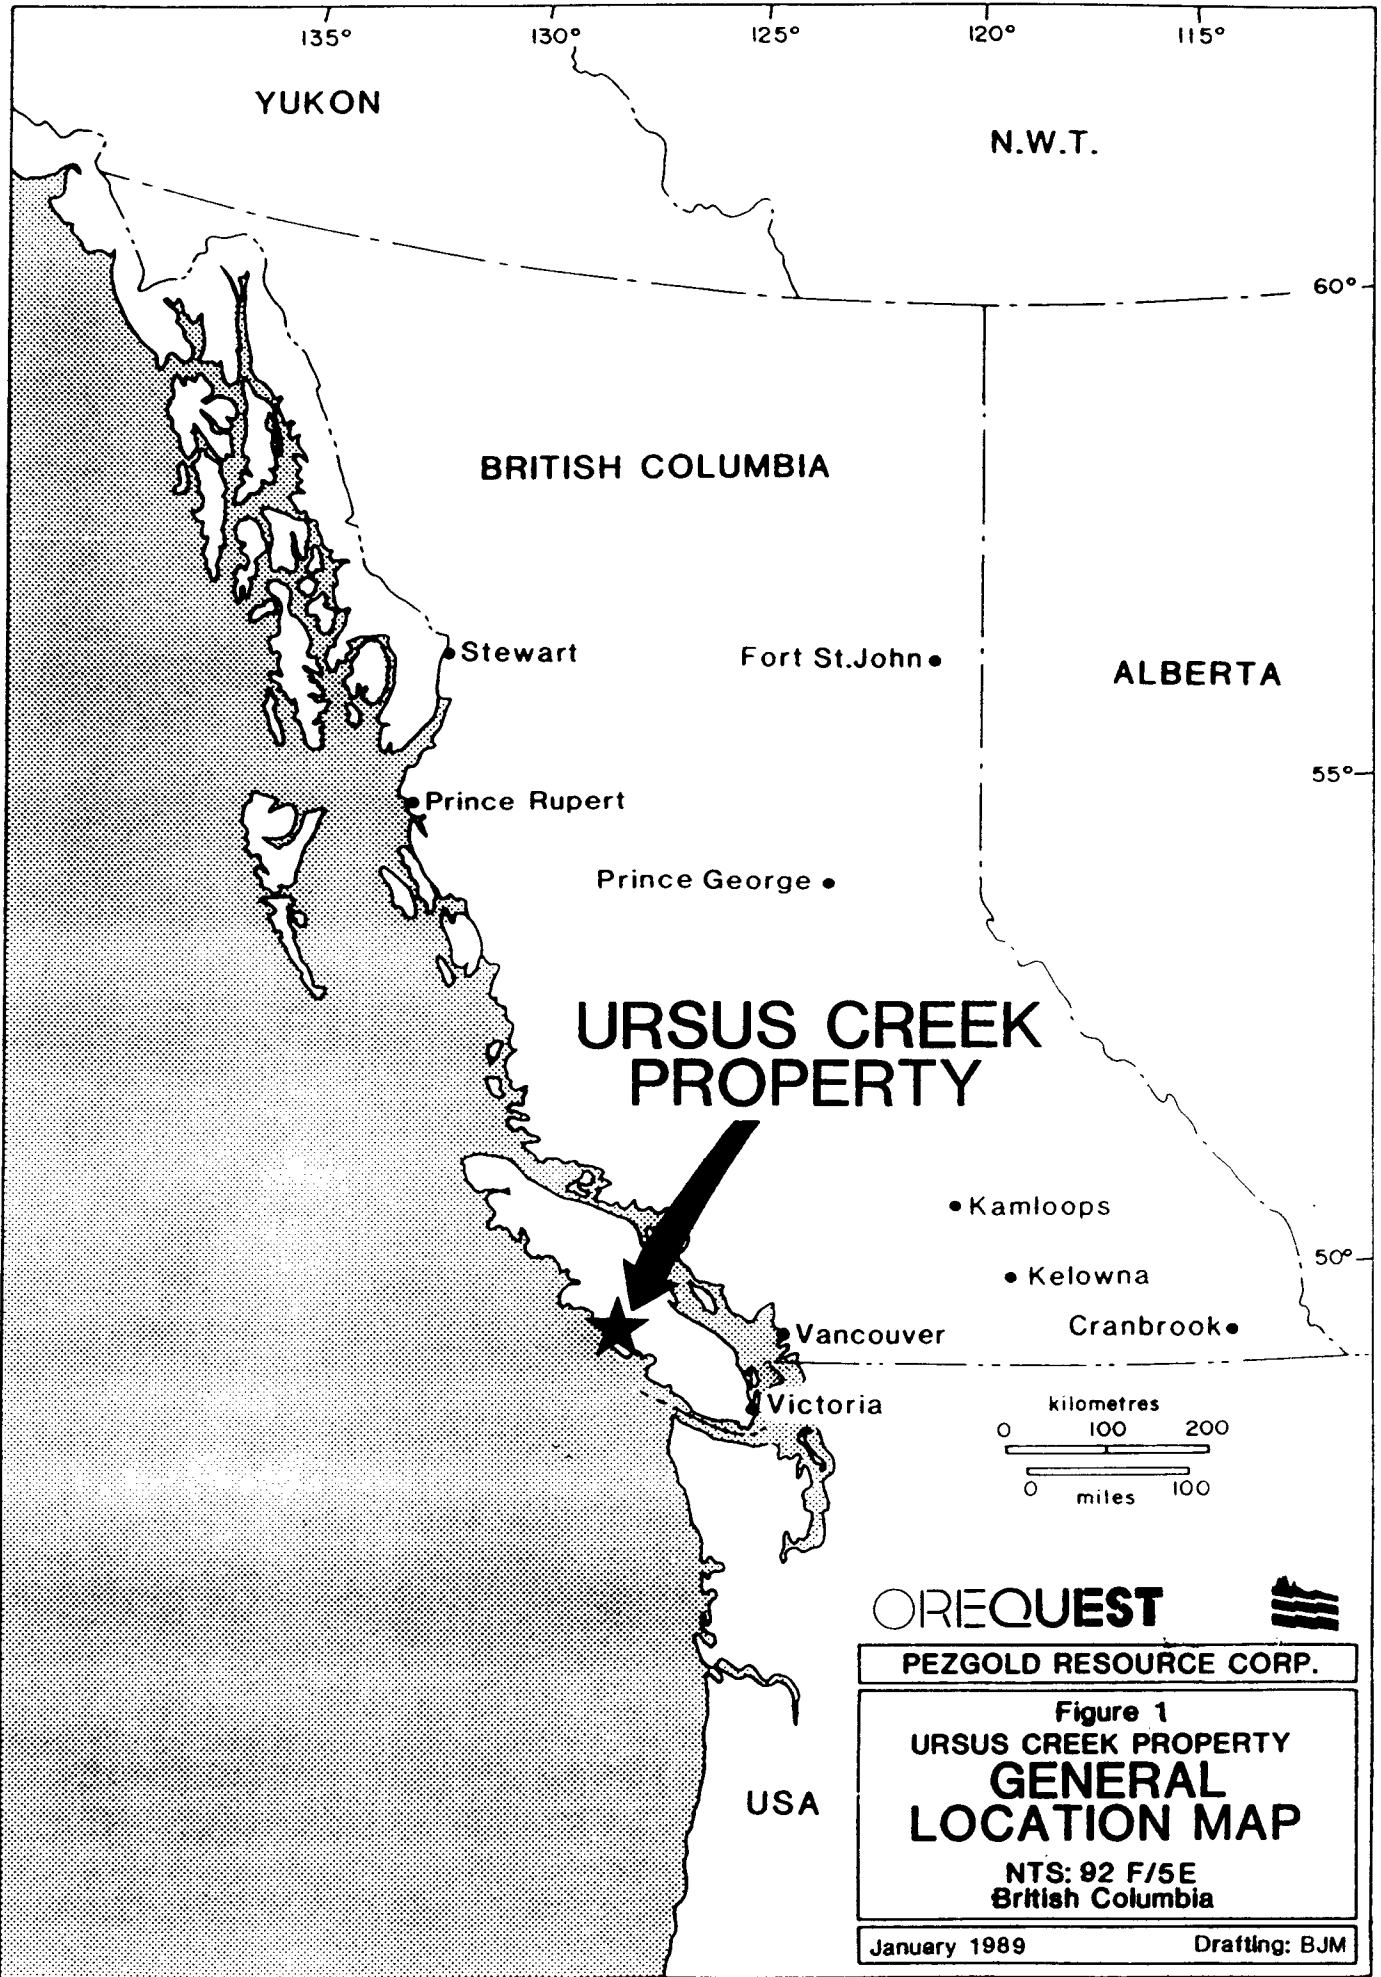 135°
130°
125°
120°
115°
YUKON
N.W.T.
60°
BRITISH COLUMBIA
Stewart
Fort St.John
ALBERTA
55°
Prince Rupert
Prince George
URSUS CREEK
PROPERTY
Kamloops
50°
Kelowna
Cranbrook
Vancouver
Victoria
kilometres
0 100 200
0 miles 100
OREQUEST
PEZGOLD RESOURCE CORP.
Figure 1
URSUS CREEK PROPERTY
GENERAL
LOCATION MAP
USA
NTS: 92 F/5E
British Columbia
January 1989
Drafting: BJM